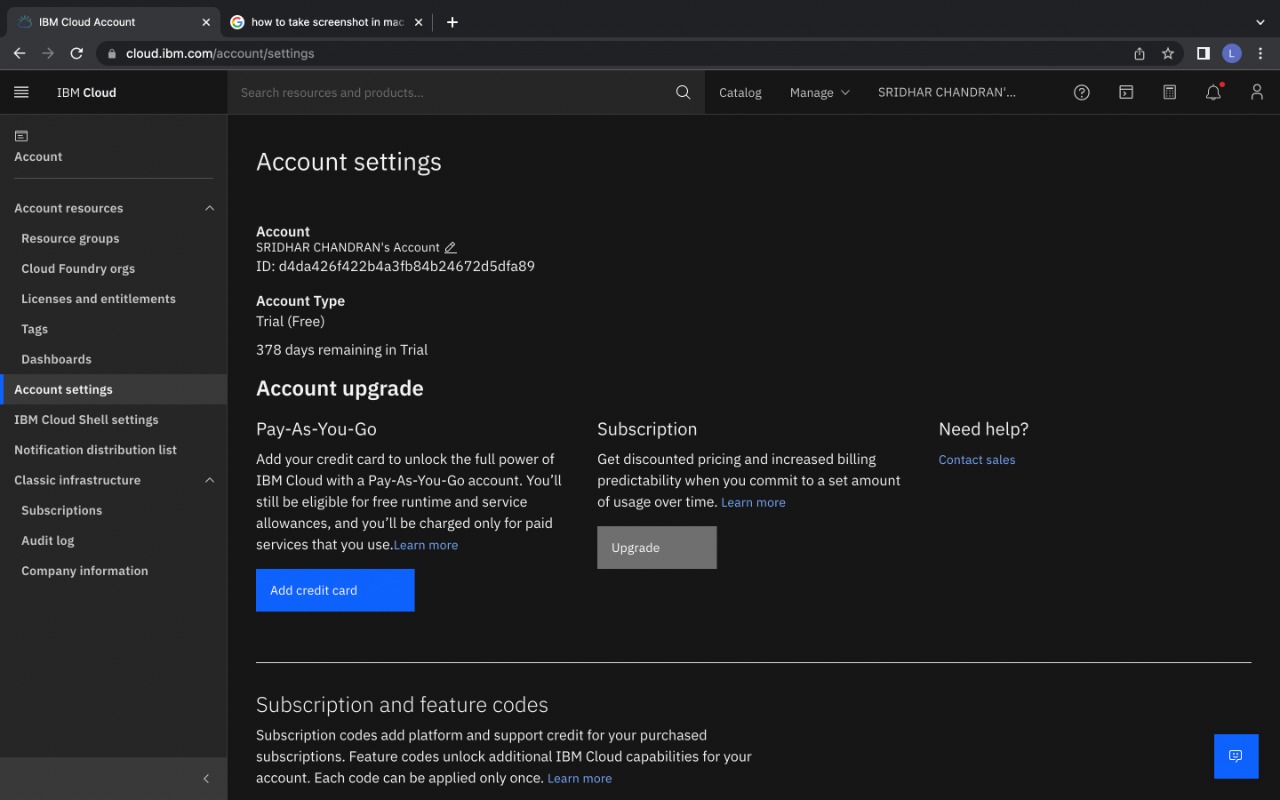 IBM Cloud Account
how to take screenshot in mac
cloud.ibm.com/account/settings
L
IBM Cloud
Search resources and products...
Catalog
Manage
SRIDHAR CHANDRAN'...
Account
Account resources
Resource groups
Cloud Foundry orgs
Licenses and entitlements
Tags
Dashboards
Account settings
IBM Cloud Shell settings
Notification distribution list
Classic infrastructure
Subscriptions
Audit log
Company information
Account settings
Account
SRIDHAR CHANDRAN's Account
ID: d4da426f422b4a3fb84b24672d5dfa89
Account Type
Trial (Free)
378 days remaining in Trial
Account upgrade
Pay-As-You-Go
Add your credit card to unlock the full power of
IBM Cloud with a Pay-As-You-Go account. You’ll
still be eligible for free runtime and service
allowances, and you’ll be charged only for paid
services that you use.Learn more
Add credit card
Subscription
Get discounted pricing and increased billing
predictability when you commit to a set amount
of usage over time. Learn more
Upgrade
Need help?
Contact sales
Subscription and feature codes
Subscription codes add platform and support credit for your purchased
subscriptions. Feature codes unlock additional IBM Cloud capabilities for your
account. Each code can be applied only once. Learn more